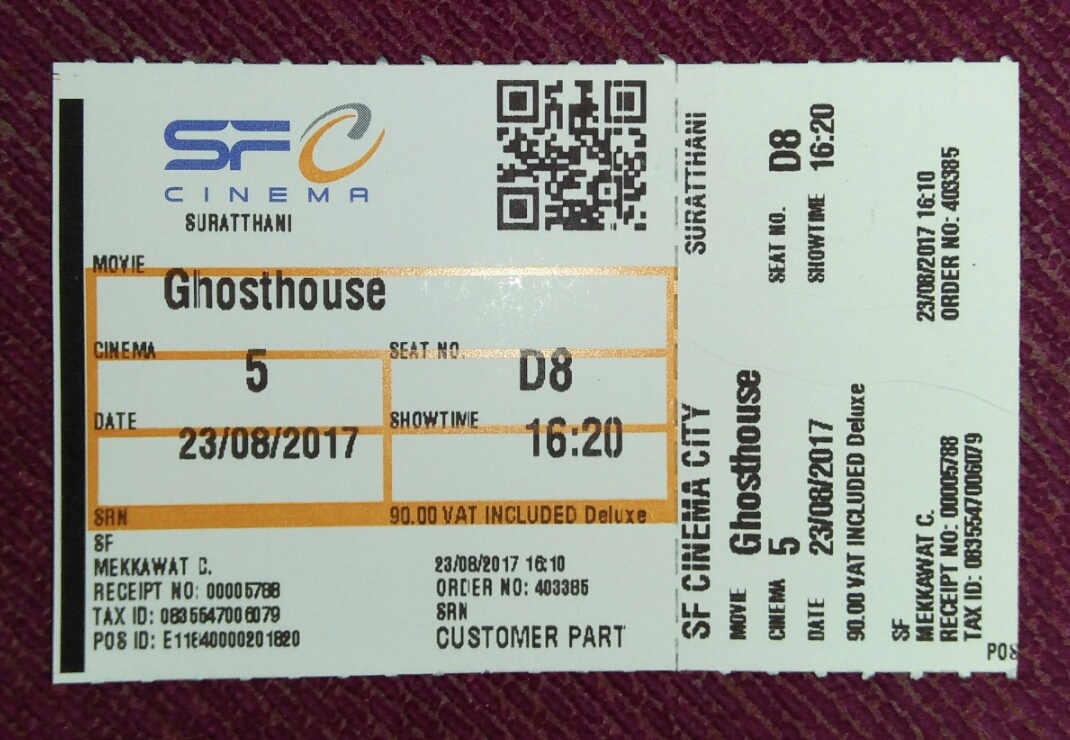 SFC
CINEMA
SURATTHANI
MOVIE
Ghosthouse
CINEMA SEAT NO.
5 D8
DATE SHOWTIME
23/08/2017 16:20
SRN 90.00 VAT INCLUDED Deluxe
SF
MEKKAWAT C. 23/08/2017 16:10
RECEIPT NO: 00005788 ORDER NO: 403385
TAX ID: 0835547006079 SRN
CUSTOMER PART
POS ID:
SF CINEMA CITY SURATTHANI
MOVIE Ghosthouse
CINEMA 5 SEAT NO. D8
DATE 23/08/2017 SHOWTIME 16:20
90.00 VAT INCLUDED Deluxe
SF
MEKKAWAT C. 23/08/2017 16:10
RECEIPT NO: 00005788 ORDER NO: 403385
TAX ID: 0835547006079